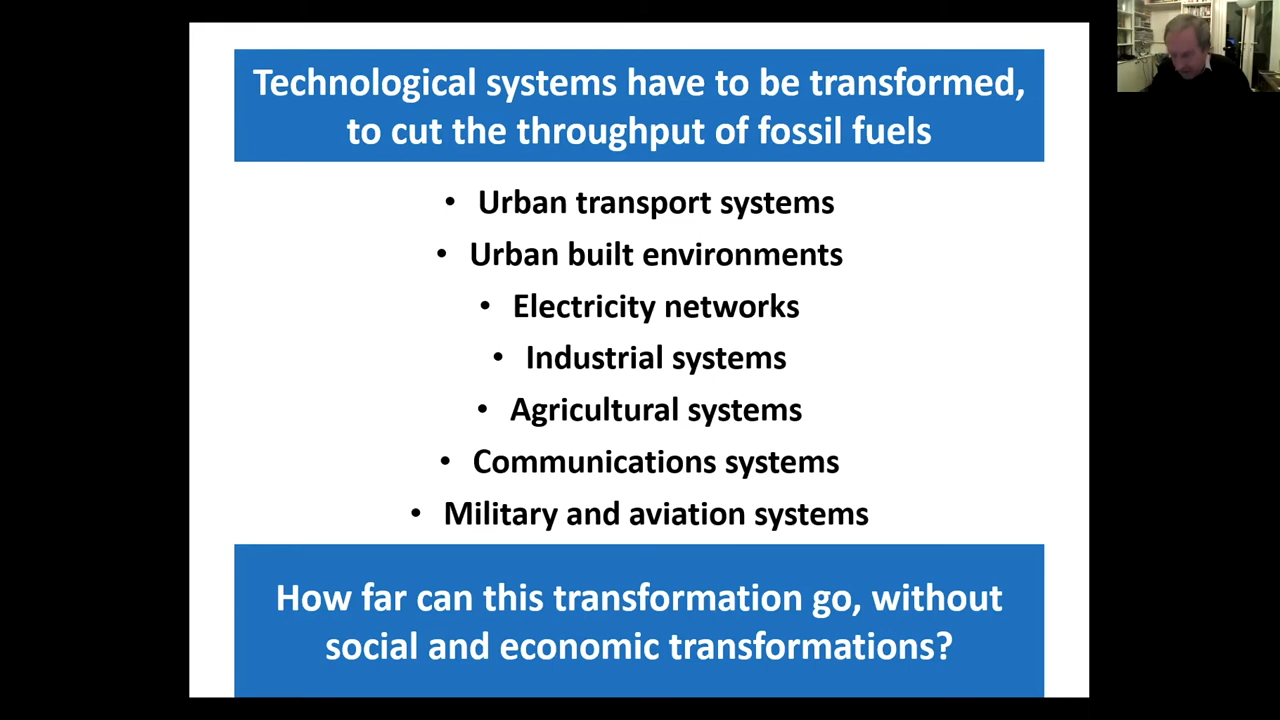 Technological systems have to be transformed,
to cut the throughput of fossil fuels
• Urban transport systems
• Urban built environments
• Electricity networks
• Industrial systems
• Agricultural systems
• Communications systems
• Military and aviation systems
How far can this transformation go, without
social and economic transformations?